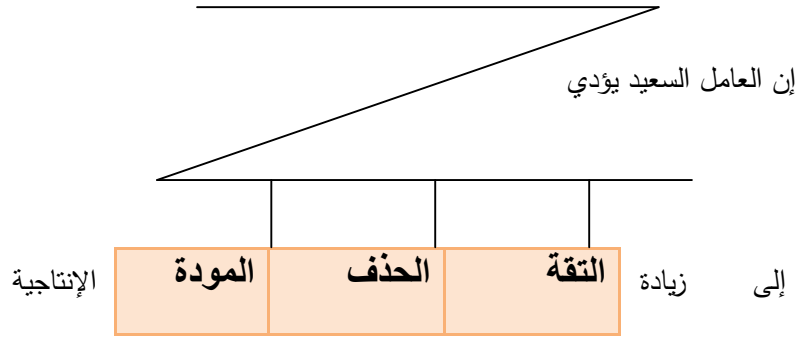 إن العامل السعيد يؤدي
إلى زيادة التقة الحذف المودة الإنتاجية